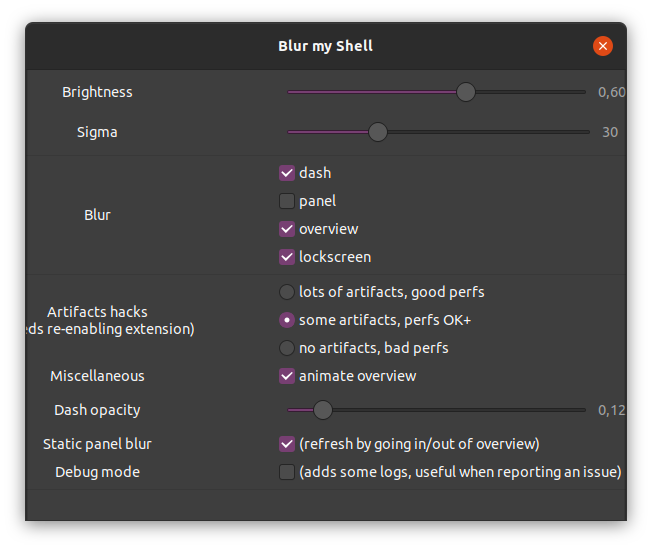 Blur my Shell
Brightness 0,60
Sigma 30
Blur
dash
panel
overview
lockscreen
Artifacts hacks
re-enabling extension)
lots of artifacts, good perfs
some artifacts, perfs OK+
no artifacts, bad perfs
Miscellaneous animate overview
Dash opacity 0,12
Static panel blur (refresh by going in/out of overview)
Debug mode (adds some logs, useful when reporting an issue)